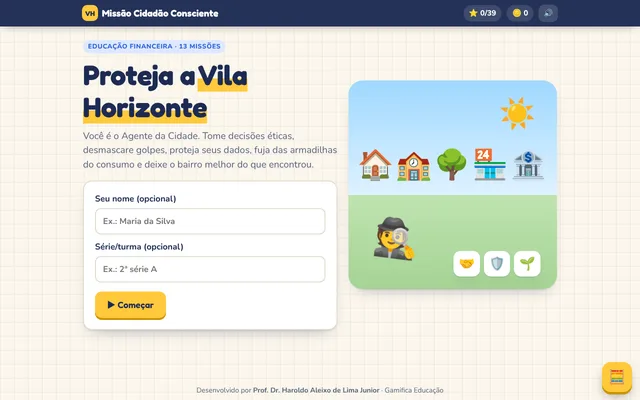 VH Missão Cidadão Consciente
⭐ 0/39
🪙 0
EDUCAÇÃO FINANCEIRA · 13 MISSÕES
Proteja a Vila
Horizonte
Você é o Agente da Cidade. Tome decisões éticas,
desmascare golpes, proteja seus dados, fuja das armadilhas
do consumo e deixe o bairro melhor do que encontrou.
Seu nome (opcional)
Ex.: Maria da Silva
Série/turma (opcional)
Ex.: 2ª série A
▶ Começar
24
Desenvolvido por Prof. Dr. Haroldo Aleixo de Lima Junior · Gamifica Educação